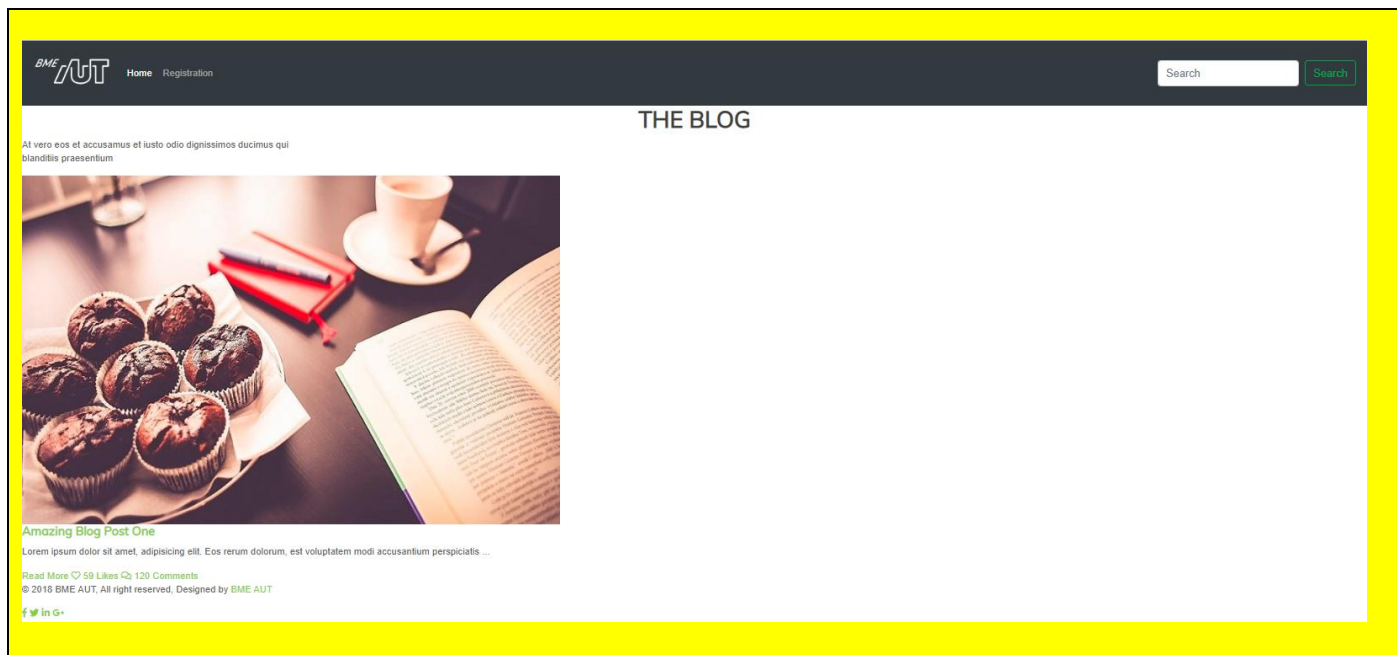 BME AUT Home Registration Search Search
THE BLOG
At vero eos et accusamus et iusto odio dignissimos ducimus qui
blanditiis praesentium
Amazing Blog Post One
Lorem ipsum dolor sit amet, adipisicing elit. Eos rerum dolorum, est voluptatem modi accusantium perspiciatis ...
Read More 59 Likes 120 Comments
© 2018 BME AUT, All right reserved, Designed by BME AUT
f in G+